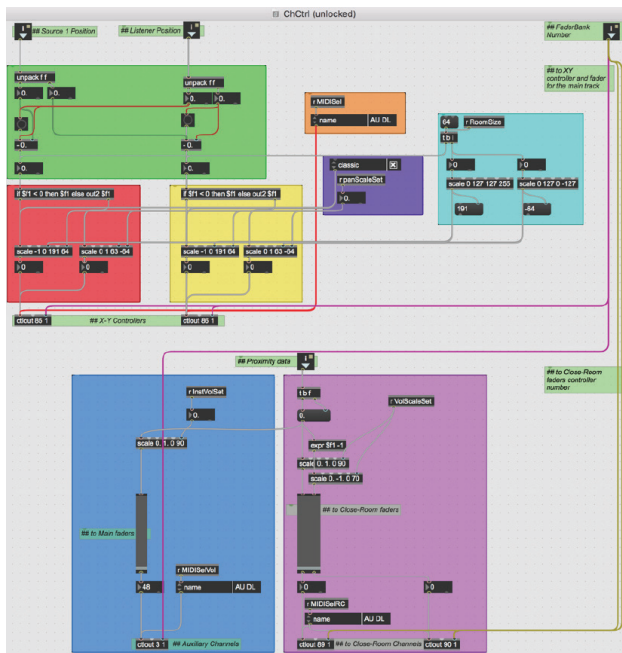 ChCtrl (unlocked)
## Source 1 Position
## Listener Position
## FaderBank
Number
## to XY
controller and fader
for the main track
unpack f f
0.
0.
unpack f f
0.
0.
- 0.
- 0.
0.
0.
r MIDISel
name
AU DL
64
r RoomSize
t b
0
0
scale 0 127 127 255
scale 0 127 0 -127
191
-64
classic
r panScaleSet
0.
if $f1 < 0 then $f1 else out2 $f1
if $f1 < 0 then $f1 else out2 $f1
scale -1 0 191 64
scale 0 1 63 -64
scale -1 0 191 64
scale 0 1 63 -64
0
0
0
0
ctlout 85 1
## X-Y Controllers
ctlout 86 1
## Proximity data
## to Close-Room
faders controller
number
r InstVolSet
0.
scale 0. 1. 0 90
## to Main faders
48
r MIDISelVol
name
AU DL
ctlout 3 1
## Auxiliary Channels
t b f
0.
r VolScaleSet
expr $f1 -1
scale 0. 1. 0 90
scale 0. -1. 0 70
## to Close-Room faders
0
0
r MIDISelRC
name
AU DL
ctlout 89 1
## to Close-Room Channels
ctlout 90 1